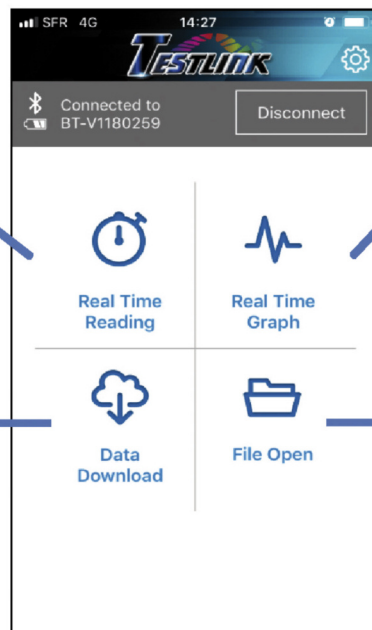 SFR 4G 14:27
TESTLINK
Connected to
BT-V1180259
Disconnect
Real Time
Reading
Real Time
Graph
Data
Download
File Open